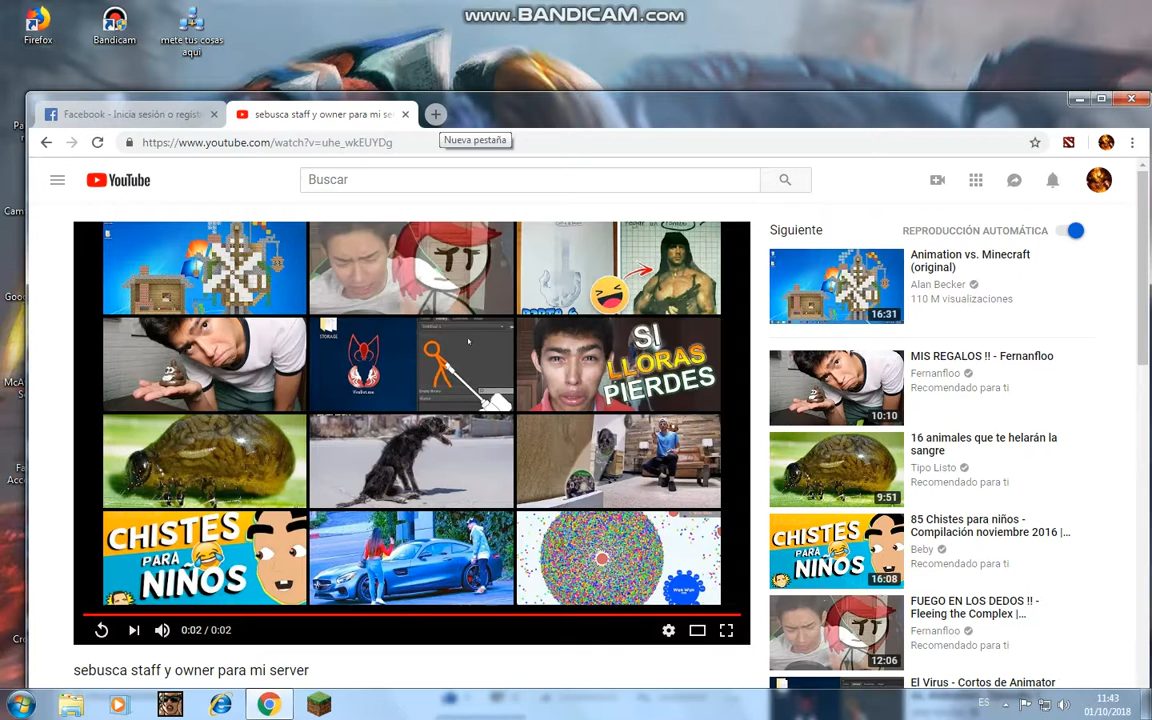 www.BANDICAM.com
Firefox
Bandicam
mete tus cosas
aqui
Facebook - Inicia sesión o regist
sebusca staff y owner para mi se
Nueva pestaña
https://www.youtube.com/watch?v=uhe_wkEUYDg
YouTube
Buscar
Siguiente
REPRODUCCIÓN AUTOMÁTICA
Animation vs. Minecraft
(original)
Alan Becker
110 M visualizaciones
16:31
MIS REGALOS !! - Fernanfloo
Fernanfloo
Recomendado para ti
10:10
16 animales que te helarán la
sangre
Tipo Listo
Recomendado para ti
9:51
85 Chistes para niños -
Compilación noviembre 2016 |...
Beby
Recomendado para ti
CHISTES
PARA
NIÑOS
16:08
FUEGO EN LOS DEDOS !! -
Fleeing the Complex |...
Fernanfloo
Recomendado para ti
12:06
El Virus - Cortos de Animator
STORAGE
SI
LLORAS
PIERDES
CHISTES
PARA
NIÑOS
0:02 / 0:02
sebusca staff y owner para mi server
ES
11:43
01/10/2018